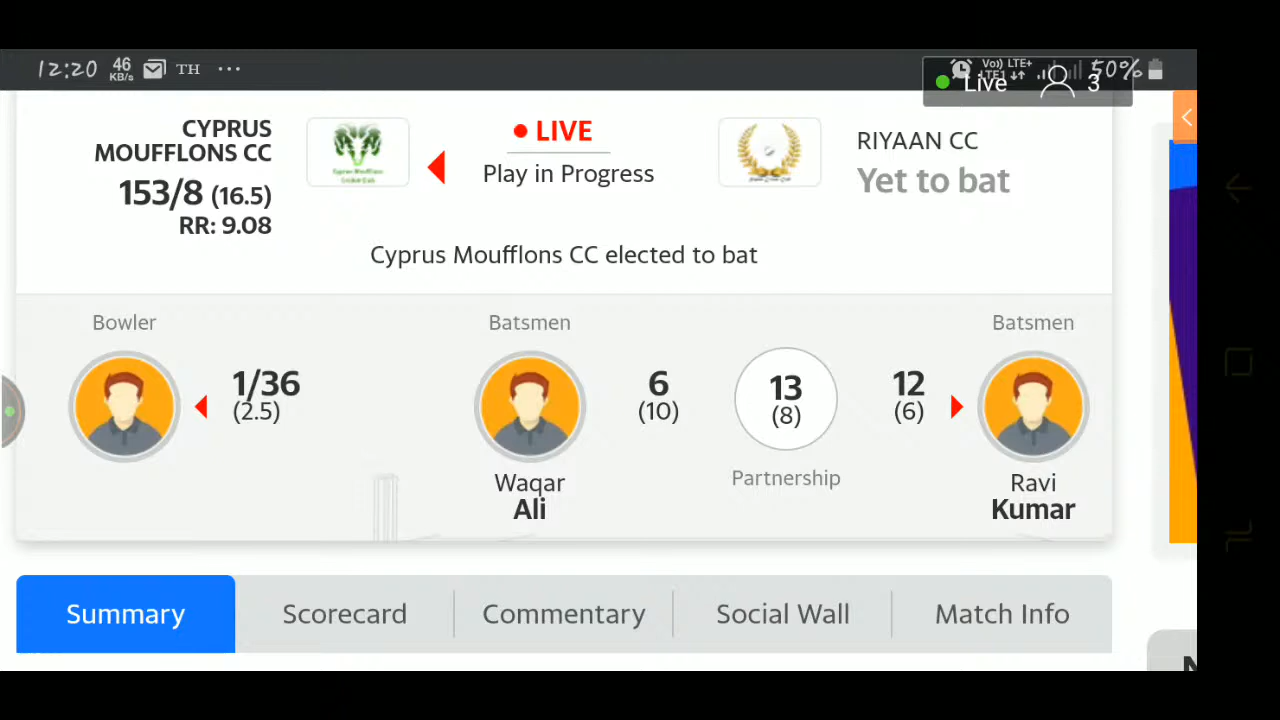 12:20 46 KB/s TH ...
Vo) LTE+ LTE1 50%
Live 3
CYPRUS MOUFFLONS CC
153/8 (16.5)
RR: 9.08
LIVE
Play in Progress
RIYAAN CC
Yet to bat
Cyprus Moufflons CC elected to bat
Bowler
1/36
(2.5)
Batsmen
6
(10)
Waqar
Ali
13
(8)
Partnership
Batsmen
12
(6)
Ravi
Kumar
Summary Scorecard Commentary Social Wall Match Info